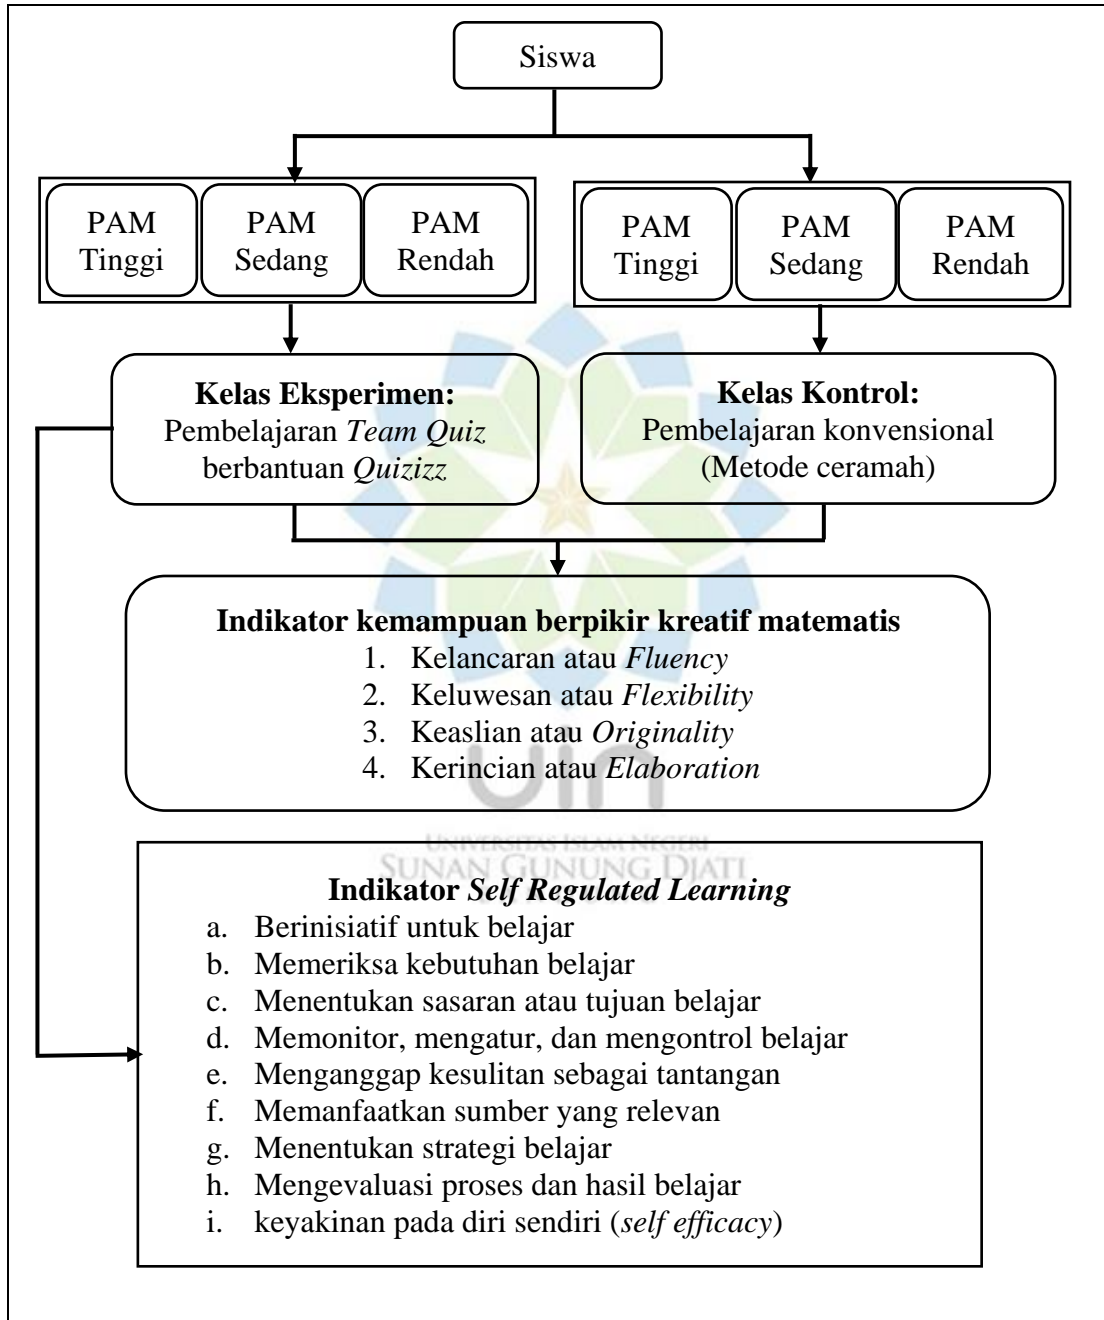 Siswa
PAM Tinggi
PAM Sedang
PAM Rendah
PAM Tinggi
PAM Sedang
PAM Rendah
Kelas Eksperimen:
Pembelajaran Team Quiz
berbantuan Quizizz
Kelas Kontrol:
Pembelajaran konvensional
(Metode ceramah)
Indikator kemampuan berpikir kreatif matematis
1. Kelancaran atau Fluency
2. Keluwesan atau Flexibility
3. Keaslian atau Originality
4. Kerincian atau Elaboration
uin
UNIVERSITAS ISLAM NEGERI
SUNAN GUNUNG DJATI
Indikator Self Regulated Learning
a. Berinisiatif untuk belajar
b. Memeriksa kebutuhan belajar
c. Menentukan sasaran atau tujuan belajar
d. Memonitor, mengatur, dan mengontrol belajar
e. Menganggap kesulitan sebagai tantangan
f. Memanfaatkan sumber yang relevan
g. Menentukan strategi belajar
h. Mengevaluasi proses dan hasil belajar
i. keyakinan pada diri sendiri (self efficacy)